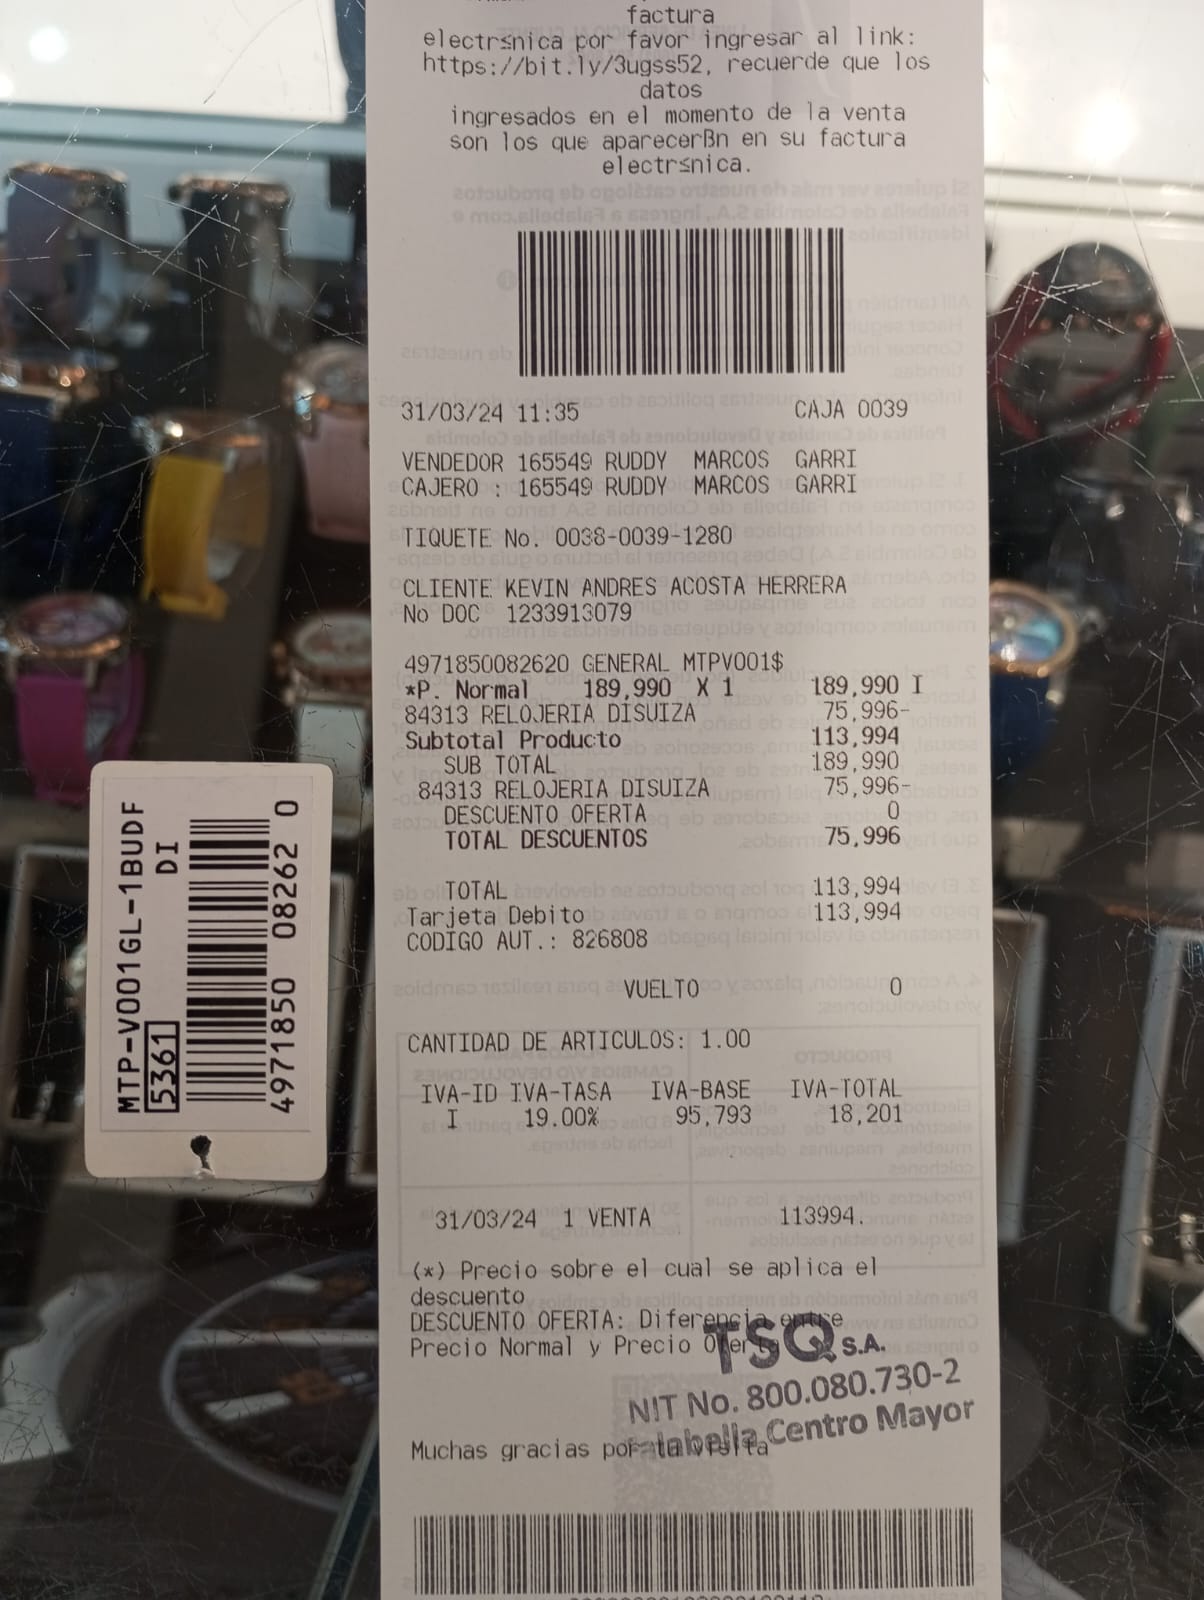 factura
electr≤nica por favor ingresar al link:
https://bit.ly/3ugss52, recuerde que los
datos
ingresados en el momento de la venta
son los que aparecerßn en su factura
electr≤nica.
31/03/24 11:35 CAJA 0039
VENDEDOR 165549 RUDDY MARCOS GARRI
CAJERO : 165549 RUDDY MARCOS GARRI
TIQUETE No. 0038-0039-1280
CLIENTE KEVIN ANDRES ACOSTA HERRERA
No DOC 1233913079
4971850082620 GENERAL MTPV001$
*P. Normal 189,990 X 1 189,990 I
84313 RELOJERIA DISUIZA 75,996-
Subtotal Producto 113,994
SUB TOTAL 189,990
84313 RELOJERIA DISUIZA 75,996-
DESCUENTO OFERTA 0
TOTAL DESCUENTOS 75,996
TOTAL 113,994
Tarjeta Debito 113,994
CODIGO AUT.: 826808
VUELTO 0
CANTIDAD DE ARTICULOS: 1.00
IVA-ID IVA-TASA IVA-BASE IVA-TOTAL
I 19.00% 95,793 18,201
31/03/24 1 VENTA 113994.
(*) Precio sobre el cual se aplica el
descuento
DESCUENTO OFERTA: Diferencia entre
Precio Normal y Precio Oferta
TSQ S.A.
NIT No. 800.080.730-2
Falabella Centro Mayor
Muchas gracias por la visita
MTP-V001GL-1BUDF
DI
5361
4971850 08262 0